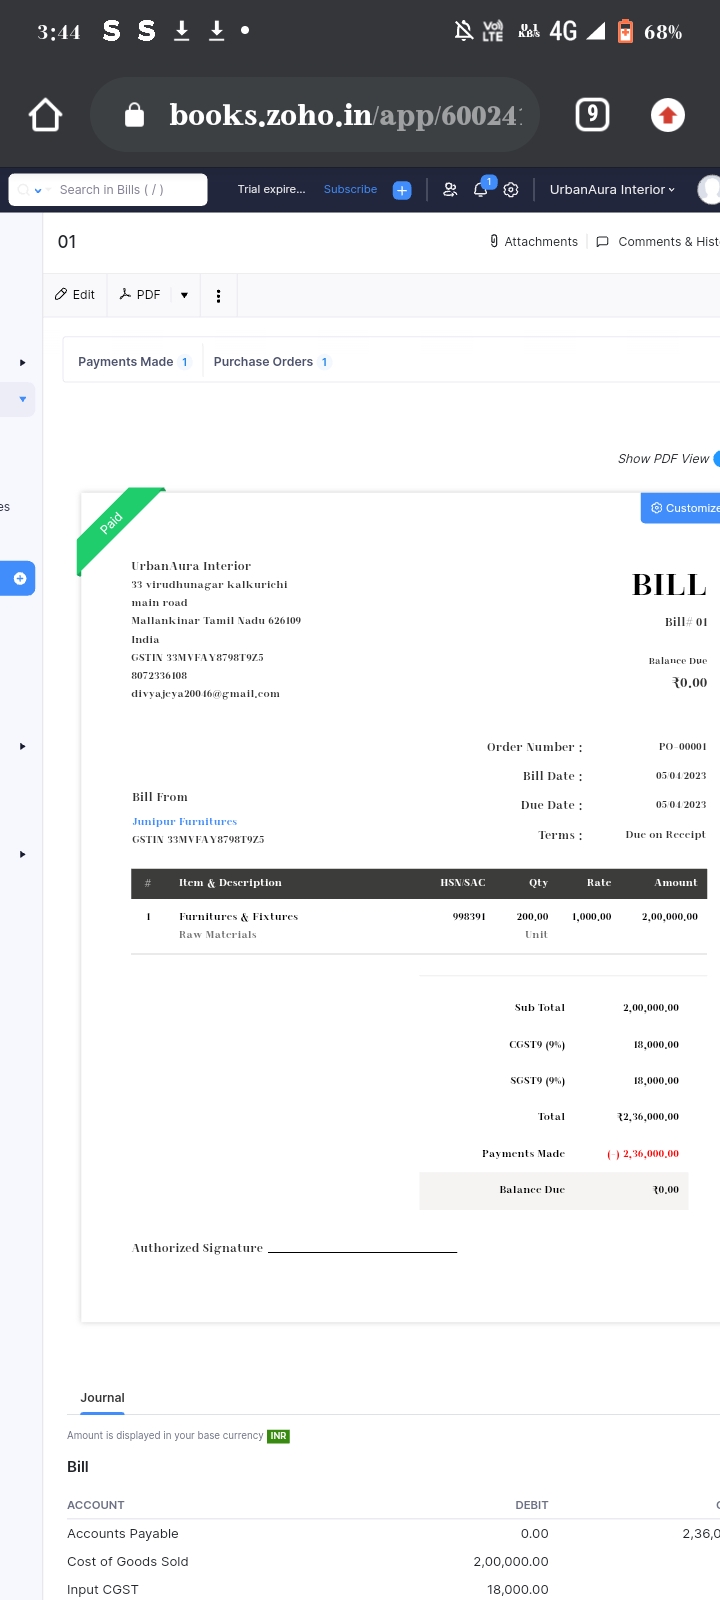 3:44 S S 0.1 KB/s Vol LTE 4G 68%
books.zoho.in/app/60024 9
Search in Bills ( / ) Trial expire... Subscribe 1 UrbanAura Interior
01 Attachments Comments & Hist
Edit PDF
Payments Made 1 Purchase Orders 1
Show PDF View
es
Paid
Customize
UrbanAura Interior
33 virudhunagar kalkurichi
main road
Mallankinar Tamil Nadu 626109
India
GSTIN 33MVFAY8798T9Z5
8072336108
divyajeya20046@gmail.com
BILL
Bill# 01
Balance Due
₹0.00
Order Number : PO-00001
Bill Date : 05/04/2023
Due Date : 05/04/2023
Terms : Due on Receipt
Bill From
Junipur Furnitures
GSTIN 33MVFAY8798T9Z5
# Item & Description HSN/SAC Qty Rate Amount
1 Furnitures & Fixtures 998391 200.00 1,000.00 2,00,000.00
Raw Materials Unit
Sub Total 2,00,000.00
CGST9 (9%) 18,000.00
SGST9 (9%) 18,000.00
Total ₹2,36,000.00
Payments Made (-) 2,36,000.00
Balance Due ₹0.00
Authorized Signature
Journal
Amount is displayed in your base currency INR
Bill
ACCOUNT DEBIT
Accounts Payable 0.00 2,36,0
Cost of Goods Sold 2,00,000.00
Input CGST 18,000.00